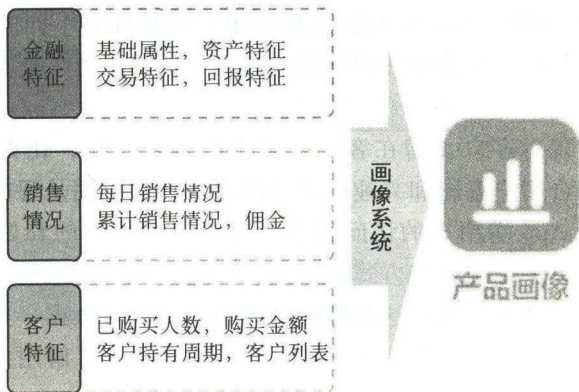 金融
特征
基础属性，资产特征
交易特征，回报特征
销售
情况
每日销售情况
累计销售情况，佣金
客户
特征
已购买人数，购买金额
客户持有周期，客户列表
画像系统
产品画像